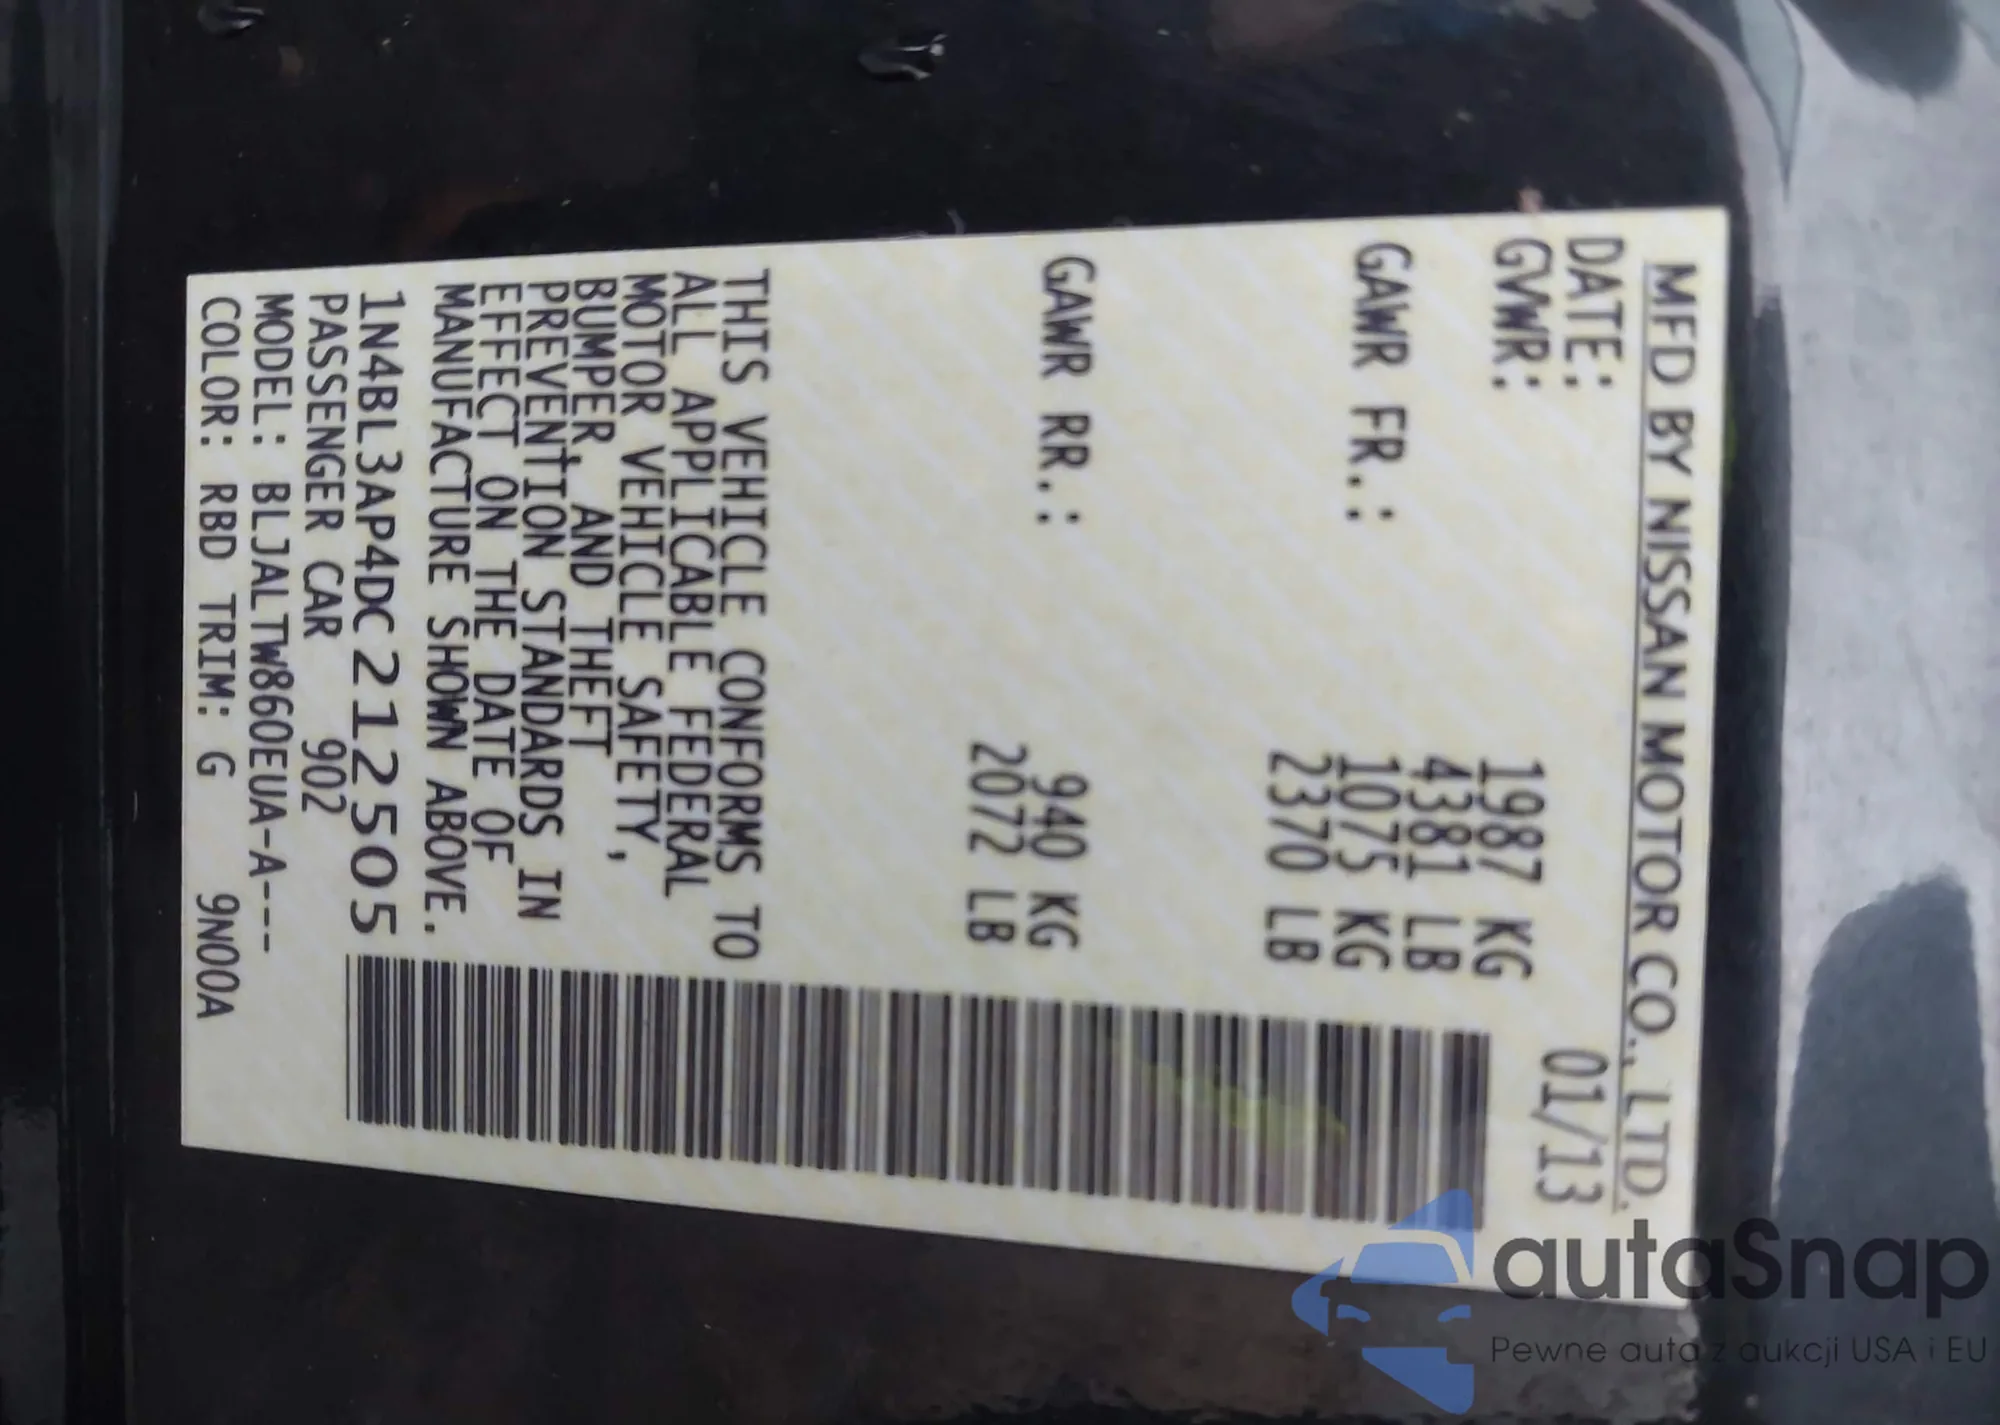 MFD BY NISSAN MOTOR CO., LTD.
DATE: 01/13
GVWR: 1987 KG
4381 LB
GAWR FR.: 1075 KG
2370 LB
GAWR RR.: 940 KG
2072 LB
THIS VEHICLE CONFORMS TO
ALL APPLICABLE FEDERAL
MOTOR VEHICLE SAFETY,
BUMPER, AND THEFT
PREVENTION STANDARDS IN
EFFECT ON THE DATE OF
MANUFACTURE SHOWN ABOVE.
1N4BL3AP4DC212505
PASSENGER CAR 902
MODEL: BLJALTW860EUA-A---
COLOR: RBD TRIM: G 9N00A
autaSnap
Pewne auta z aukcji USA i EU